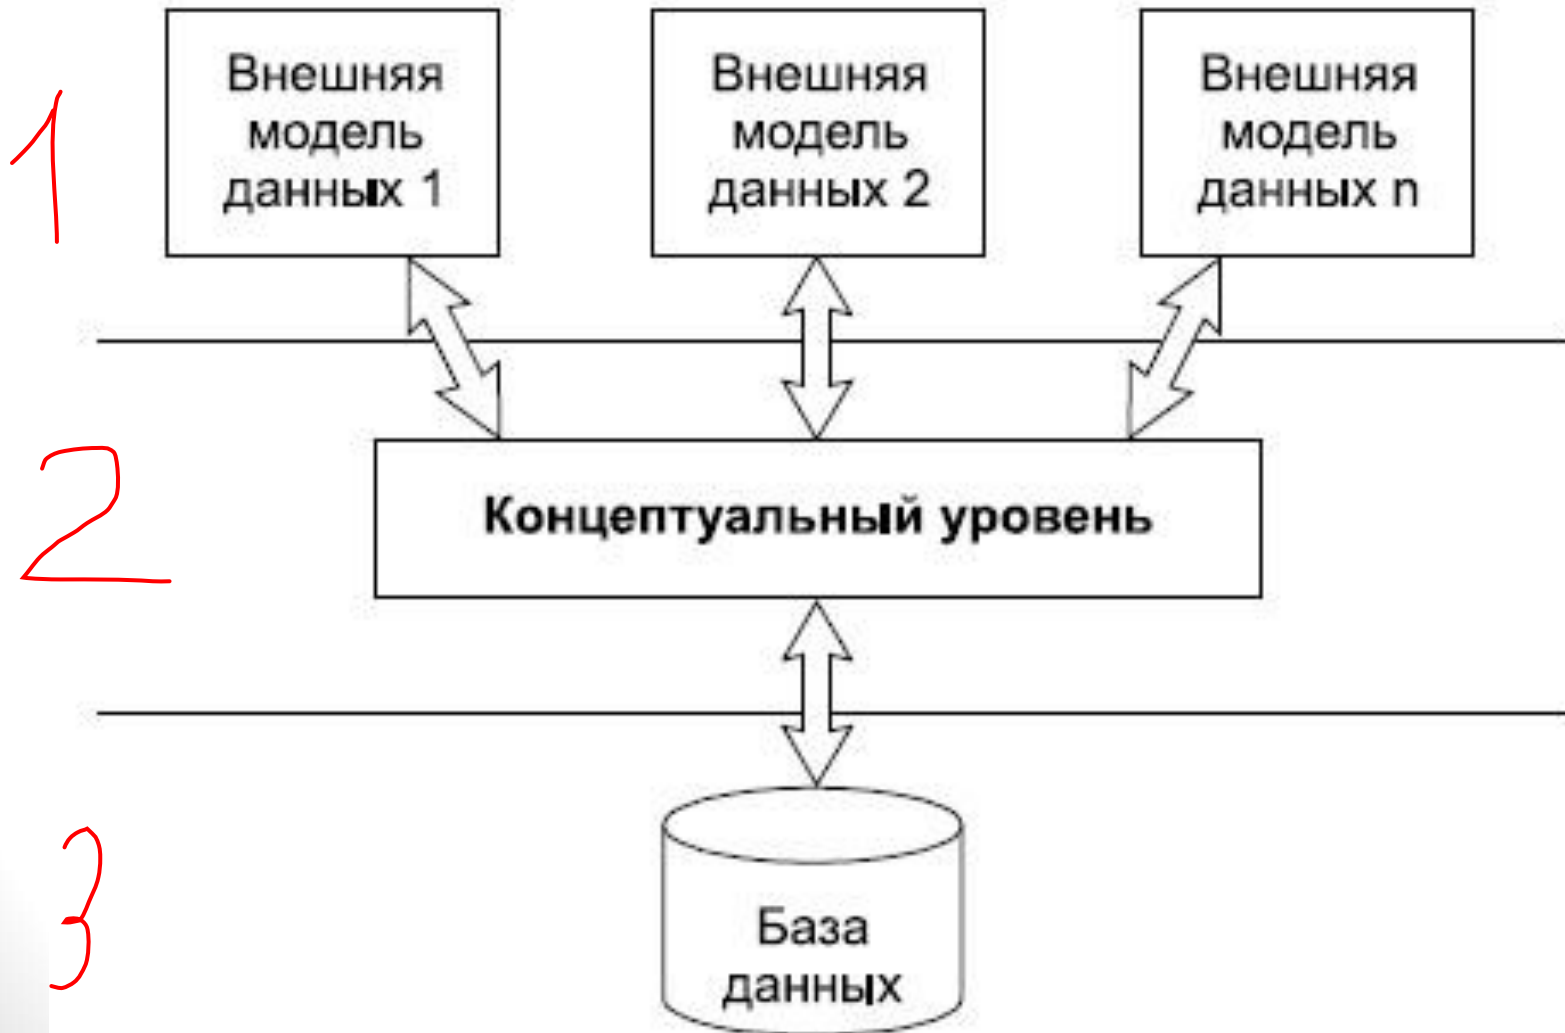 1
Внешняя
модель
данных 1
Внешняя
модель
данных 2
Внешняя
модель
данных n
2
Концептуальный уровень
3
База
данных